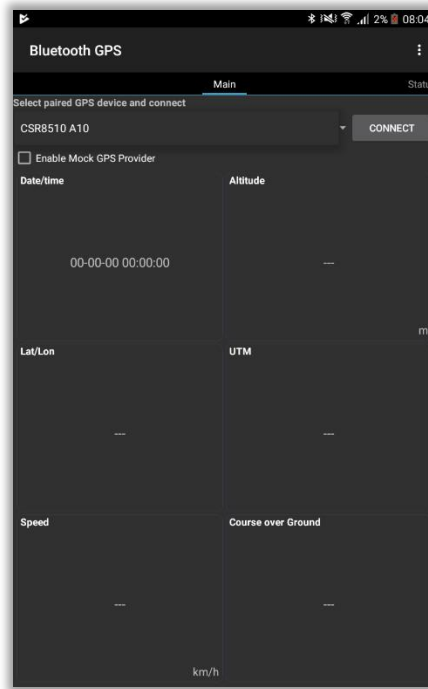 2% 08:04
Bluetooth GPS
Main Statu
Select paired GPS device and connect
CSR8510 A10 CONNECT
Enable Mock GPS Provider
Date/time Altitude
00-00-00 00:00:00 ---
m
Lat/Lon UTM
--- ---
Speed Course over Ground
--- ---
km/h